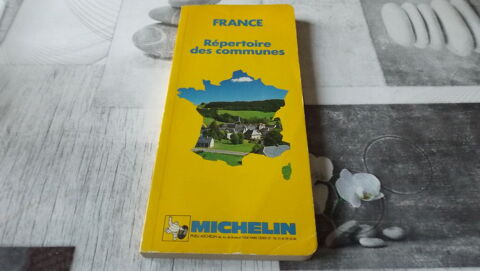 FRANCE
Répertoire
des communes
MICHELIN